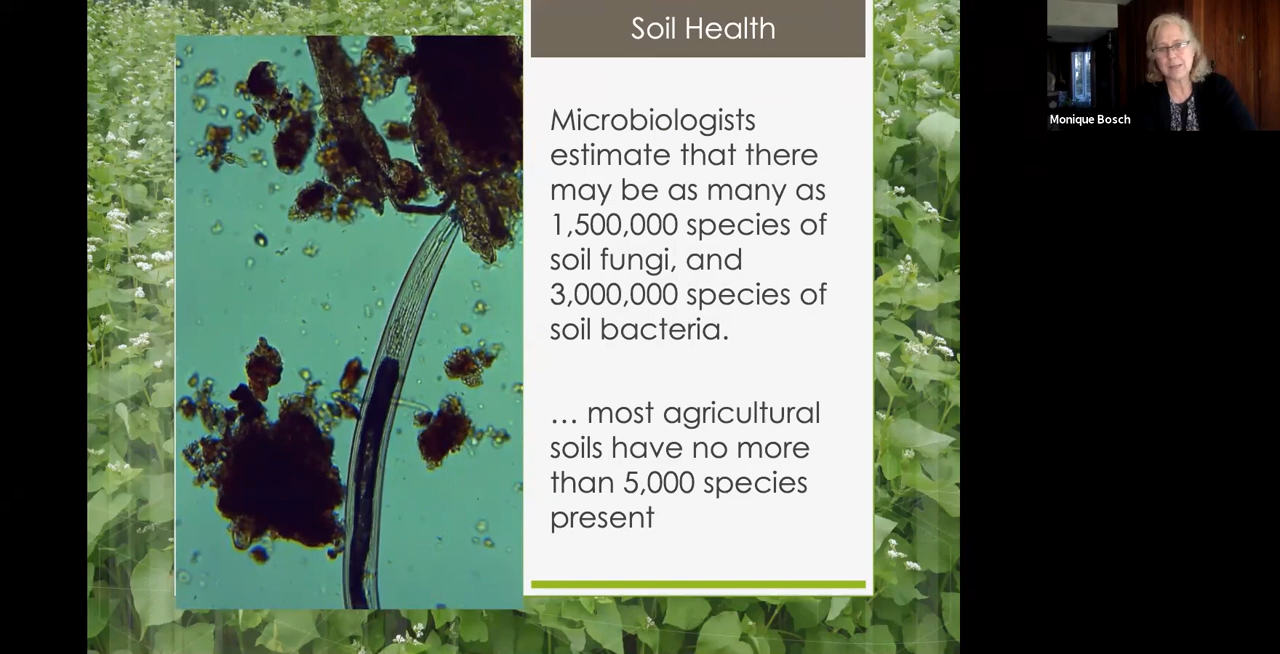 Soil Health
Microbiologists
estimate that there
may be as many as
1,500,000 species of
soil fungi, and
3,000,000 species of
soil bacteria.
… most agricultural
soils have no more
than 5,000 species
present
Monique Bosch